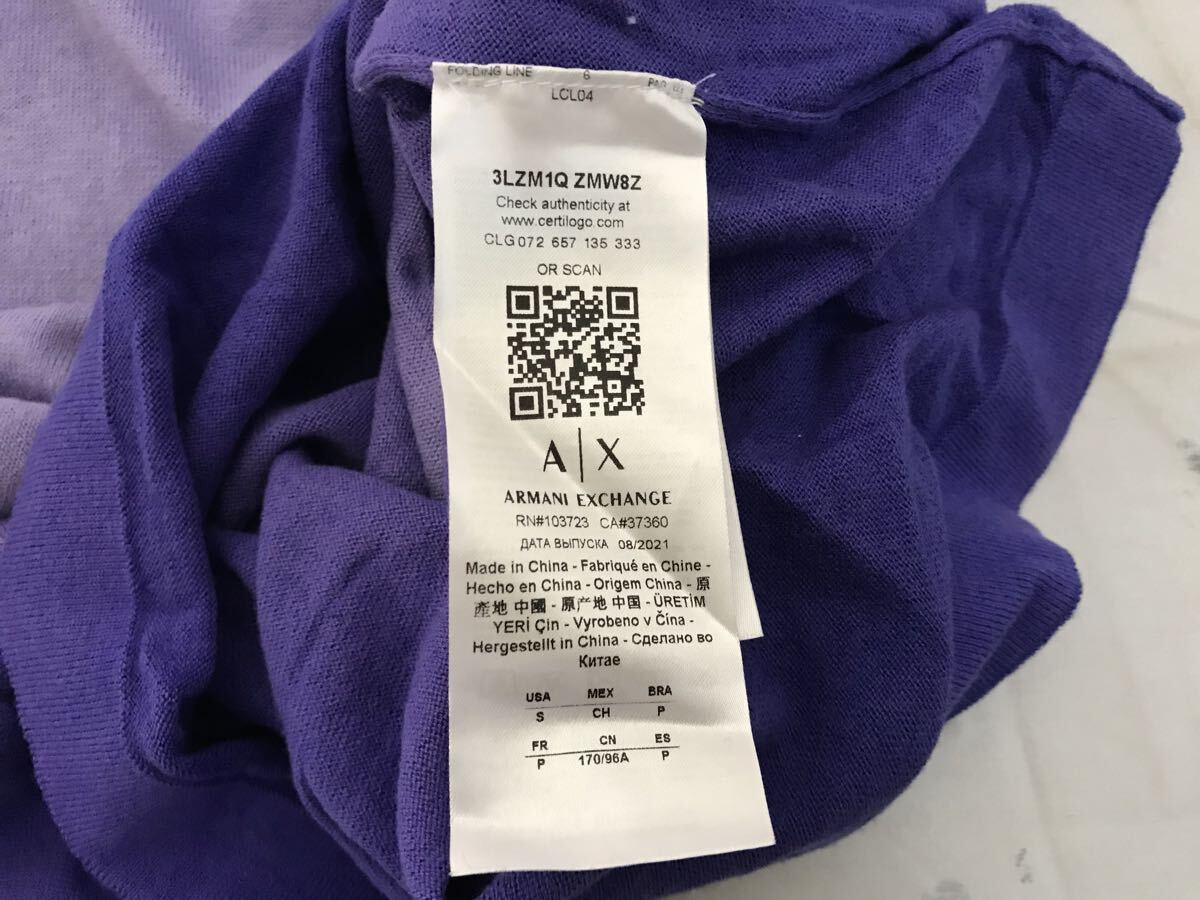 FOLDING LINE 6
LCL04
3LZM1Q ZMW8Z
Check authenticity at
www.certilogo.com
CLG 072 657 135 333
OR SCAN
A|X
ARMANI EXCHANGE
RN#103723 CA#37360
ДАТА ВЫПУСКА 08/2021
Made in China - Fabriqué en Chine -
Hecho en China - Origem China - 原
產地 中國 - 原产地 中国 - ÜRETİM
YERİ Çin - Vyrobeno v Čína -
Hergestellt in China - Сделано во
Китае
USA MEX BRA
S CH P
FR CN ES
P 170/96A P